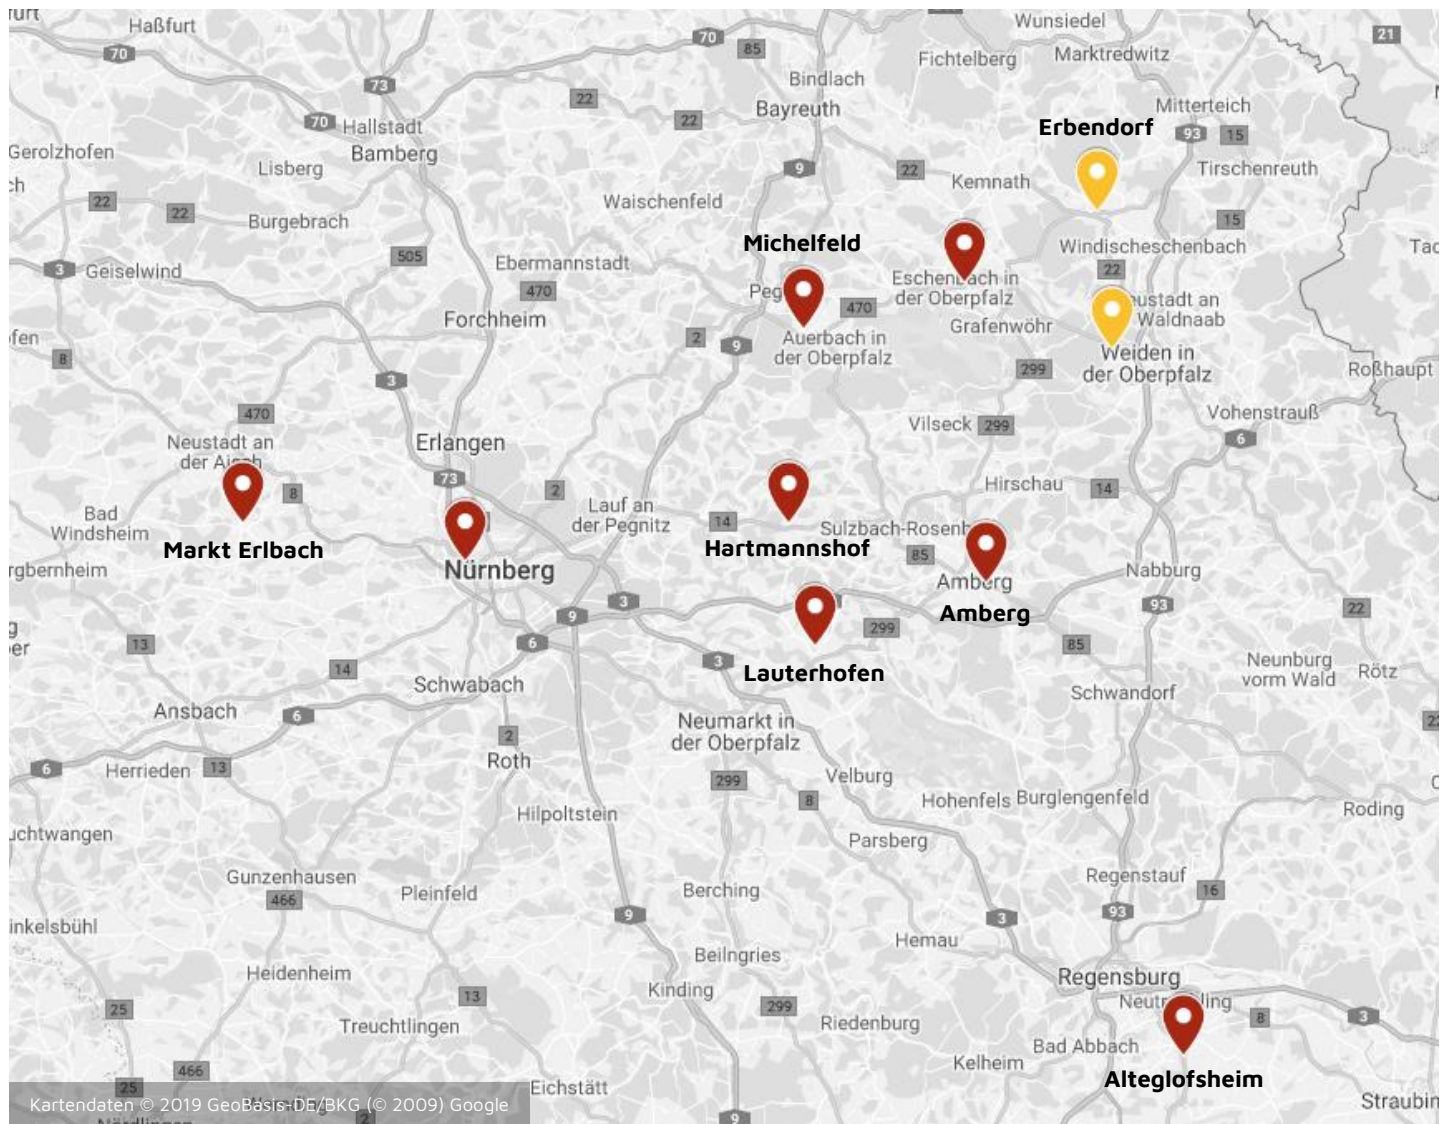 Haßfurt
70
73
70
85
Wunsiedel
Fichtelberg
Marktredwitz
21
Bindlach
Bayreuth
22
22
70
Hallstadt
Bamberg
Mitterteich
Erbendorf
93
15
Gerolzhofen
Lisberg
9
22
Kemnath
Tirschenreuth
22
22
Burgebrach
Waischenfeld
15
Michelfeld
Windischeschenbach
505
3
Geiselwind
Ebermannstadt
22
470
Eschenbach in
der Oberpfalz
470
Forchheim
Grafenwöhr
Waldnaab
2
9
Auerbach in
der Oberpfalz
8
Weiden in
der Oberpfalz
299
Roßhaupt
3
470
Vohenstrauß
Vilseck
299
6
Neustadt an
der Aisch
Erlangen
73
8
2
Hirschau
14
Bad
Windsheim
Lauf an
der Pegnitz
14
Markt Erlbach
Hartmannshof
85
Nürnberg
Amberg
Nabburg
Amberg
9
3
93
22
299
13
6
85
14
3
Lauterhofen
Neunburg
vorm Wald
Rötz
Schwabach
Schwandorf
Ansbach
6
Neumarkt in
der Oberpfalz
2
6
Herrieden
13
Roth
299
Velburg
8
Hohenfels
Burglengenfeld
Roding
Hilpoltstein
Parsberg
Gunzenhausen
466
Pleinfeld
Berching
Regenstauf
16
9
3
93
Hemau
Beilngries
Heidenheim
Kinding
Regensburg
25
13
299
8
3
Treuchtlingen
Riedenburg
Bad Abbach
Kelheim
466
Alteglofsheim
25
Eichstätt
Kartendaten © 2019 GeoBasis-DE/BKG (© 2009) Google
2
9